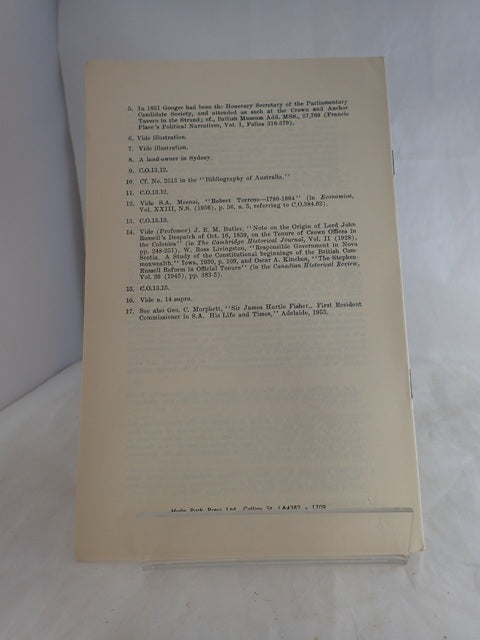 5. In 1831 Gouger had been the Honorary Secretary of the Parliamentary
Candidate Society, and attended as such at the Crown and Anchor
Tavern in the Strand; cf., British Museum Add. MSS., 27,789 (Francis
Place's Political Narratives, Vol. I, Folios 316-379).
6. Vide illustration.
7. Vide illustration.
8. A land-owner in Sydney.
9. C.O.13,12.
10. Cf. No. 2513 in the "Bibliography of Australia."
11. C.O.13,12.
12. Vide S.A. Meenai, "Robert Torrens—1780-1864" (in Economica,
Vol. XXIII, N.S. (1956), p. 56, n. 5, referring to C.O.384.62).
13. C.O.13,15.
14. Vide (Professor) J. R. M. Butler, "Note on the Origin of Lord John
Russell's Despatch of Oct. 16, 1839, on the Tenure of Crown Offices in
the Colonies" (in The Cambridge Historical Journal, Vol. II (1928),
pp. 248-251), W. Ross Livingston, "Responsible Government in Nova
Scotia. A Study of the Constitutional beginnings of the British Com-
monwealth," Iowa, 1930, p. 109, and Oscar A. Kinchen, "The Stephen-
Russell Reform in Official Tenure" (in the Canadian Historical Review,
Vol. 26 (1945), pp. 382-5).
15. C.O.13.15.
16. Vide n. 14 supra.
17. See also Geo. C. Morphett, "Sir James Hurtle Fisher.. First Resident
Commissioner in S.A. His Life and Times," Adelaide, 1955.
Hyde Park Press Ltd., Collins St. LA4382 - 1709